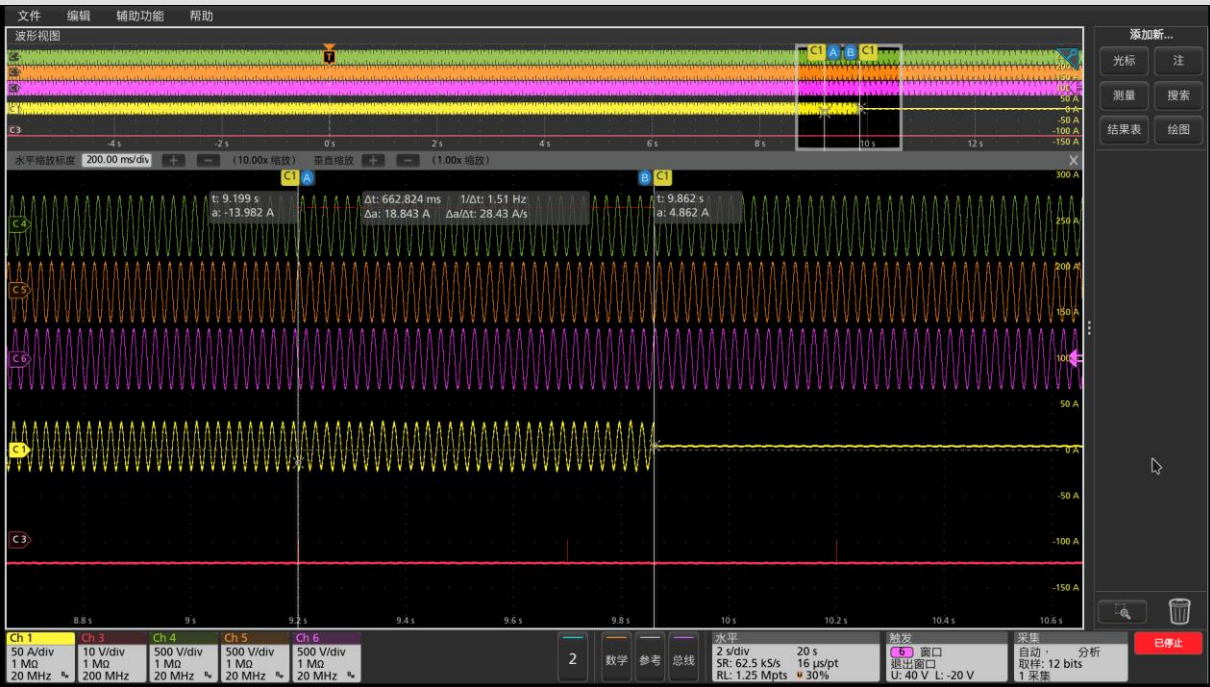 文件 编辑 辅助功能 帮助
波形视图
添加新...
C1 A B C1
T
光标 注
测量 搜索
结果表 绘图
50 A
0 A
-50 A
-100 A
-150 A
C1
C3
-4 s -2 s 0 s 2 s 4 s 6 s 8 s 10 s 12 s
水平缩放标度 200.00 ms/div + − (10.00x 缩放) 垂直缩放 + − (1.00x 缩放) X
C1 A B C1
300 A
t: 9.199 s
a: -13.982 A
Δt: 662.824 ms 1/Δt: 1.51 Hz
Δa: 18.843 A Δa/Δt: 28.43 A/s
t: 9.862 s
a: 4.862 A
C4
250 A
200 A
C5
150 A
C6
100
50 A
C1
0 A
-50 A
C3
-100 A
-150 A
8.8 s 9 s 9.2 s 9.4 s 9.6 s 9.8 s 10 s 10.2 s 10.4 s 10.6 s
Ch 1
50 A/div
1 MΩ
20 MHz
Ch 3
10 V/div
1 MΩ
200 MHz
Ch 4
500 V/div
1 MΩ
20 MHz
Ch 5
500 V/div
1 MΩ
20 MHz
Ch 6
500 V/div
1 MΩ
20 MHz
2
数学 参考 总线
水平
2 s/div 20 s
SR: 62.5 kS/s 16 μs/pt
RL: 1.25 Mpts 30%
触发
6 窗口
退出窗口
U: 40 V L: -20 V
采集
自动, 分析
取样: 12 bits
1 采集
已停止